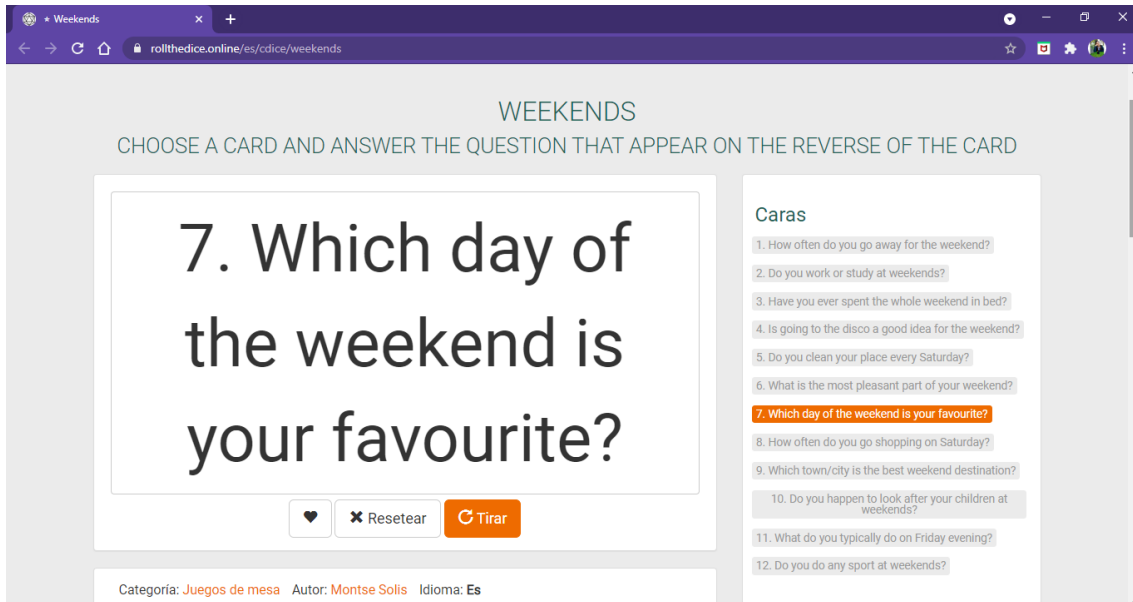 ★ Weekends
rollthedice.online/es/cdice/weekends
WEEKENDS
CHOOSE A CARD AND ANSWER THE QUESTION THAT APPEAR ON THE REVERSE OF THE CARD
7. Which day of
the weekend is
your favourite?
Resetear
Tirar
Categoría: Juegos de mesa Autor: Montse Solis Idioma: Es
Caras
1. How often do you go away for the weekend?
2. Do you work or study at weekends?
3. Have you ever spent the whole weekend in bed?
4. Is going to the disco a good idea for the weekend?
5. Do you clean your place every Saturday?
6. What is the most pleasant part of your weekend?
7. Which day of the weekend is your favourite?
8. How often do you go shopping on Saturday?
9. Which town/city is the best weekend destination?
10. Do you happen to look after your children at
weekends?
11. What do you typically do on Friday evening?
12. Do you do any sport at weekends?